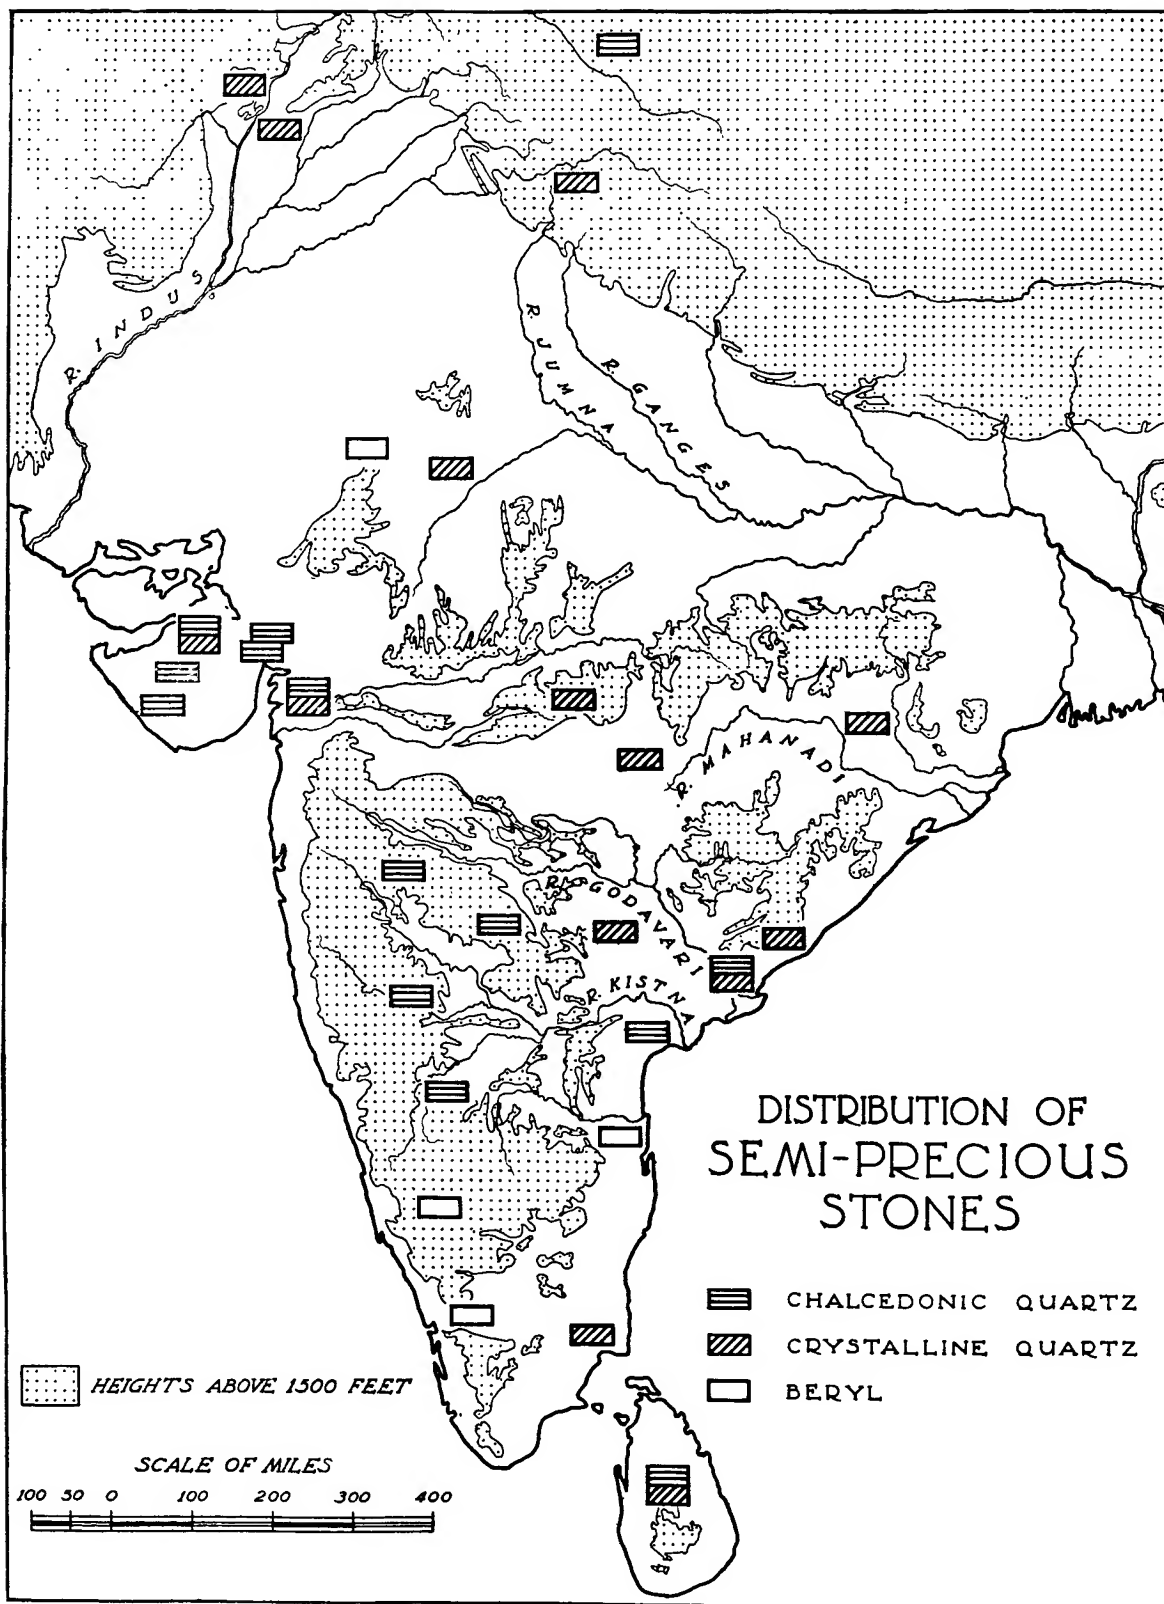 R. INDUS
R. JUMNA
R. GANGES
R. MAHANADI
R. GODAVARI
R. KISTNA
DISTRIBUTION OF
SEMI-PRECIOUS
STONES
CHALCEDONIC QUARTZ
CRYSTALLINE QUARTZ
BERYL
HEIGHTS ABOVE 1500 FEET
SCALE OF MILES
100 50 0 100 200 300 400